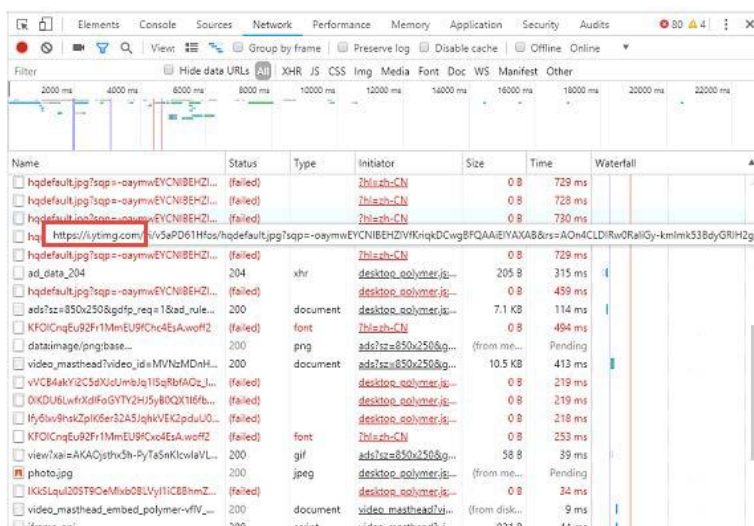 Elements Console Sources Network Performance Memory Application Security Audits 80 4
View: Group by frame Preserve log Disable cache Offline Online
Filter Hide data URLs All XHR JS CSS Img Media Font Doc WS Manifest Other
2000 ms 4000 ms 6000 ms 8000 ms 10000 ms 12000 ms 14000 ms 16000 ms 18000 ms 20000 ms 22000 ms
Name Status Type Initiator Size Time Waterfall
hqdefault.jpg?sqp=-oaymwEYCNIBEHZI... (failed) ?hl=zh-CN 0 B 729 ms
hqdefault.jpg?sqp=-oaymwEYCNIBEHZI... (failed) ?hl=zh-CN 0 B 728 ms
hqdefault.jpg?sqp=-oaymwEYCNIBEHZI... (failed) ?hl=zh-CN 0 B 730 ms
https://i.ytimg.com/vi/v5aPD61Hfos/hqdefault.jpg?sqp=-oaymwEYCNIBEHZIVfKriqkDCwgBFQAAiEIYAXAB&rs=AOn4CLDIRw0RaliGy-kmlmk53BdyGRlH2g
hqdefault.jpg?sqp=-oaymwEYCNIBEHZI... (failed) ?hl=zh-CN 0 B 729 ms
ad_data_204 204 xhr desktop_polymer.js:... 205 B 315 ms
hqdefault.jpg?sqp=-oaymwEYCNIBEHZI... (failed) desktop_polymer.js:... 0 B 459 ms
ads?sz=850x250&gdfp_req=1&ad_rule... 200 document desktop_polymer.js:... 7.1 KB 114 ms
KFOlCnqEu92Fr1MmEU9fChc4EsA.woff2 (failed) font ?hl=zh-CN 0 B 494 ms
data:image/png;base... 200 png ads?sz=850x250&g... (from me... Pending
video_masthead?video_id=MVNzMDnH... 200 document ads?sz=850x250&g... 10.5 KB 413 ms
(failed) desktop_polymer.js:... 0 B 219 ms
(failed) desktop_polymer.js:... 0 B 219 ms
(failed) desktop_polymer.js:... 0 B 218 ms
KFOlCnqEu92Fr1MmEU9fCxc4EsA.woff2 (failed) font ?hl=zh-CN 0 B 253 ms
view?xai=AKAOjsthx5h-PyTaSnKlcwlaVL... 200 gif ads?sz=850x250&g... 58 B 39 ms
photo.jpg 200 jpeg desktop_polymer.js:... (from me... Pending
(failed) desktop_polymer.js:... 0 B 34 ms
video_masthead_embed_polymer-vflV_... 200 document video_masthead?vi... (from disk... 9 ms